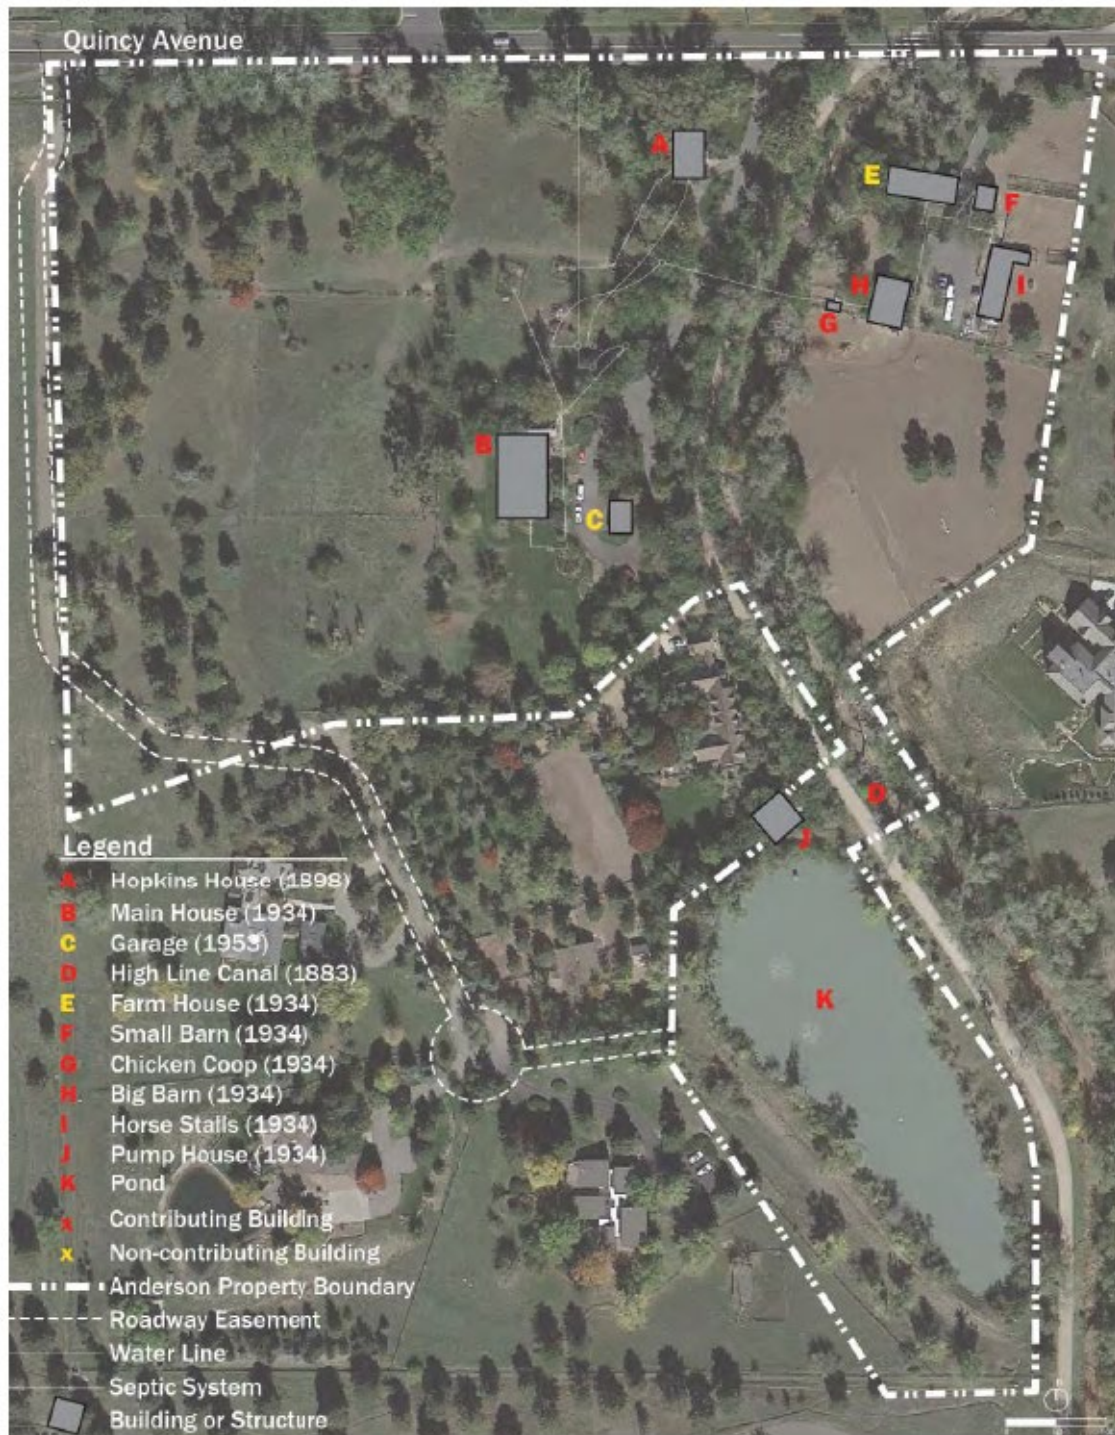 Quincy Avenue
A
E
F
H
I
G
B
C
D
J
K
Legend
A Hopkins House (1898)
B Main House (1934)
C Garage (1953)
D High Line Canal (1883)
E Farm House (1934)
F Small Barn (1934)
G Chicken Coop (1934)
H Big Barn (1934)
I Horse Stalls (1934)
J Pump House (1934)
K Pond
x Contributing Building
x Non-contributing Building
Anderson Property Boundary
Roadway Easement
Water Line
Septic System
Building or Structure